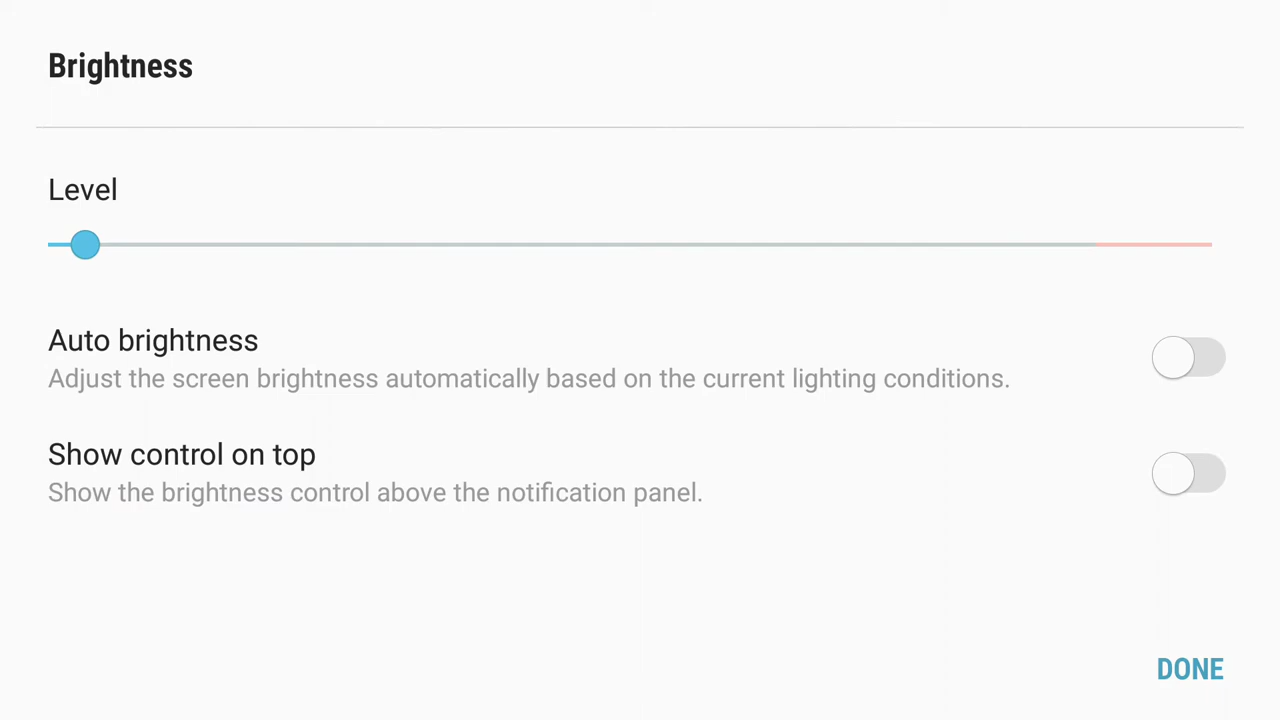 Brightness
Level
Auto brightness
Adjust the screen brightness automatically based on the current lighting conditions.
Show control on top
Show the brightness control above the notification panel.
DONE